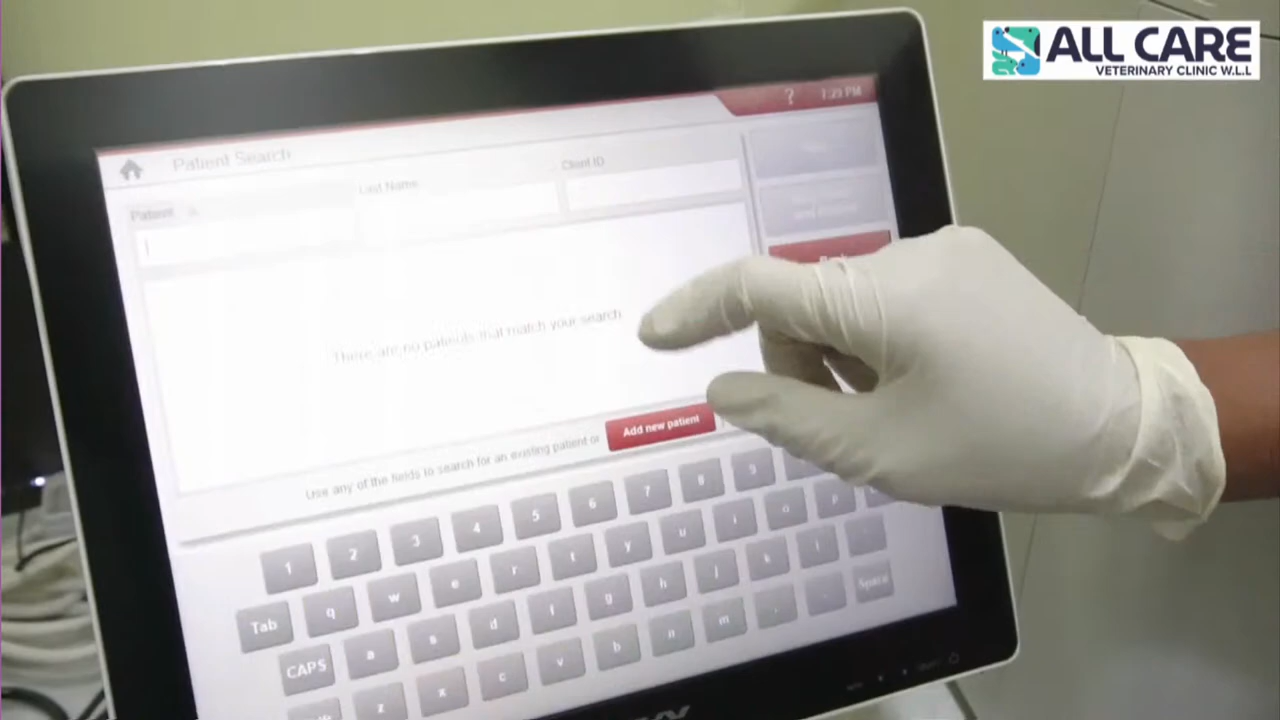 ALL CARE
VETERINARY CLINIC W.L.L
? 1:23 PM
Patient Search
Patient Last Name Client ID
There are no patients that match your search
Use any of the fields to search for an existing patient or Add new patient
1 2 3 4 5 6 7 8 9
Tab q w e r t y u i o p
CAPS a s d f g h j k l
z x c v b n m , . Space